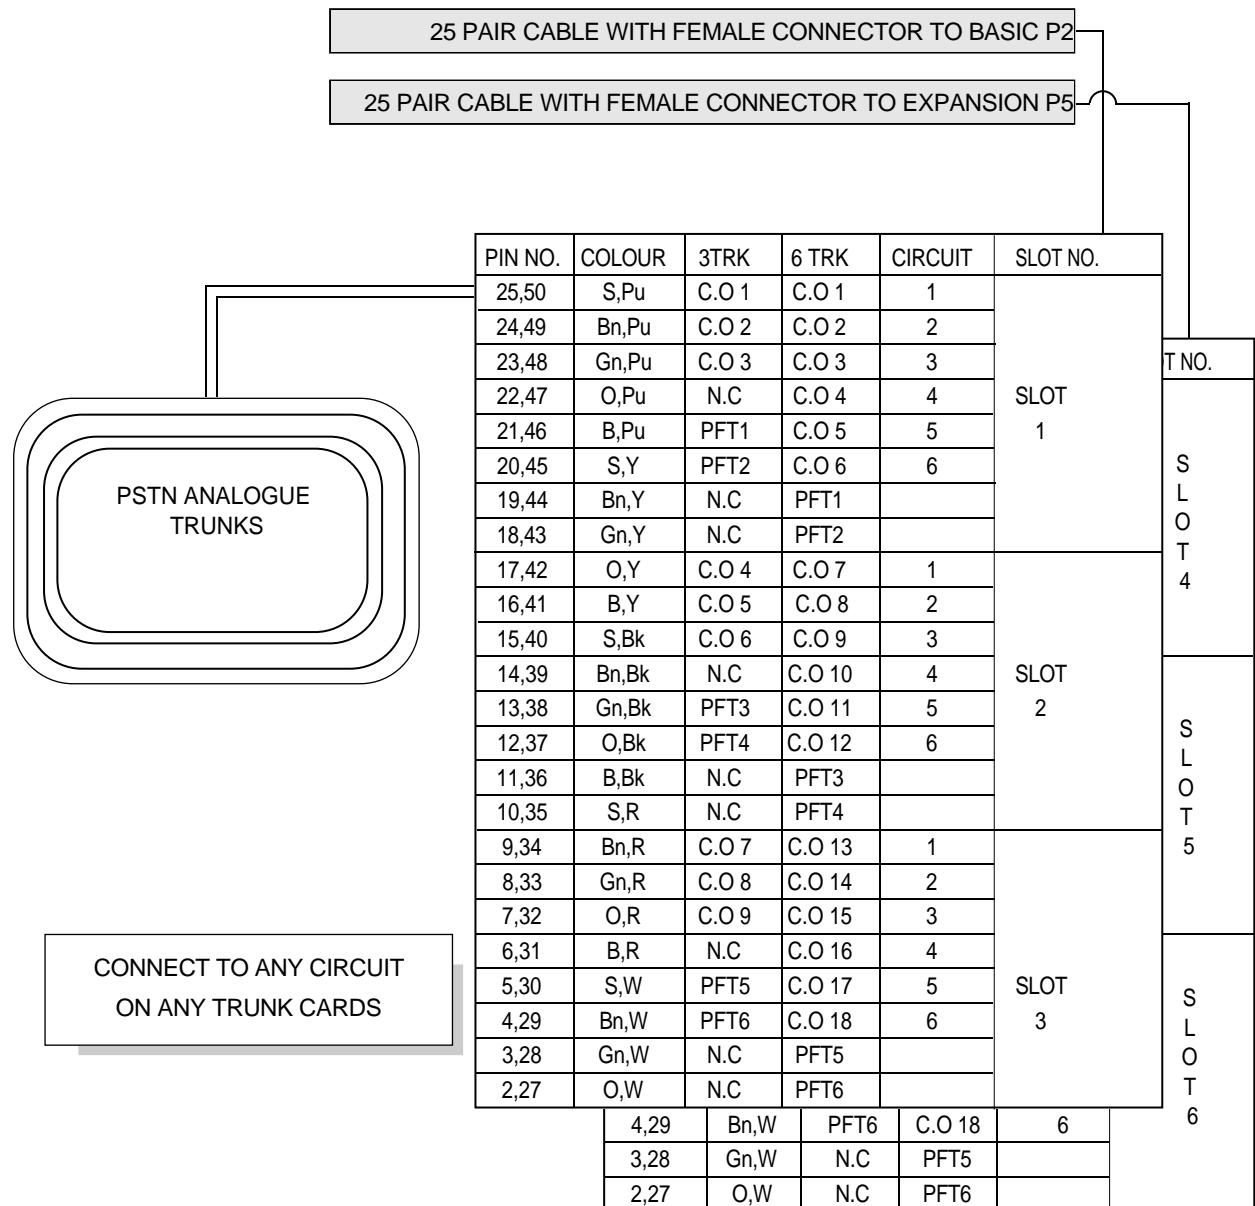 25 PAIR CABLE WITH FEMALE CONNECTOR TO BASIC P2
25 PAIR CABLE WITH FEMALE CONNECTOR TO EXPANSION P5
PIN NO. COLOUR 3TRK 6 TRK CIRCUIT SLOT NO.
25,50 S,Pu C.O 1 C.O 1 1
24,49 Bn,Pu C.O 2 C.O 2 2
23,48 Gn,Pu C.O 3 C.O 3 3
22,47 O,Pu N.C C.O 4 4
21,46 B,Pu PFT1 C.O 5 5
20,45 S,Y PFT2 C.O 6 6
19,44 Bn,Y N.C PFT1
18,43 Gn,Y N.C PFT2
SLOT
1
17,42 O,Y C.O 4 C.O 7 1
16,41 B,Y C.O 5 C.O 8 2
15,40 S,Bk C.O 6 C.O 9 3
14,39 Bn,Bk N.C C.O 10 4
13,38 Gn,Bk PFT3 C.O 11 5
12,37 O,Bk PFT4 C.O 12 6
11,36 B,Bk N.C PFT3
10,35 S,R N.C PFT4
SLOT
2
9,34 Bn,R C.O 7 C.O 13 1
8,33 Gn,R C.O 8 C.O 14 2
7,32 O,R C.O 9 C.O 15 3
6,31 B,R N.C C.O 16 4
5,30 S,W PFT5 C.O 17 5
4,29 Bn,W PFT6 C.O 18 6
3,28 Gn,W N.C PFT5
2,27 O,W N.C PFT6
SLOT
3
T NO.
S
L
O
T
4
S
L
O
T
5
S
L
O
T
6
4,29 Bn,W PFT6 C.O 18 6
3,28 Gn,W N.C PFT5
2,27 O,W N.C PFT6
PSTN ANALOGUE
TRUNKS
CONNECT TO ANY CIRCUIT
ON ANY TRUNK CARDS